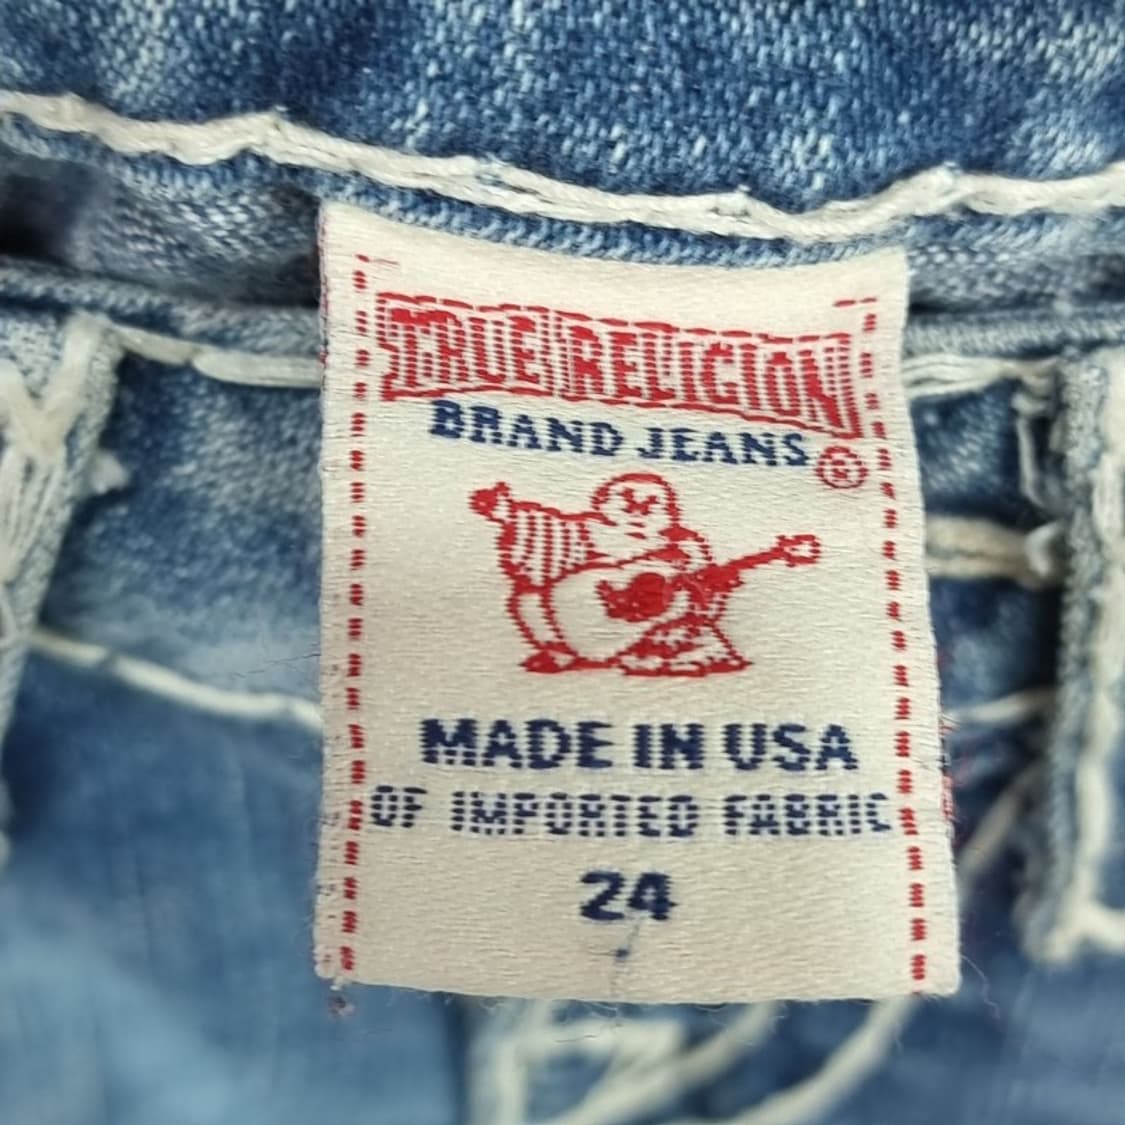 TRUE RELIGION
BRAND JEANS
®
MADE IN USA
OF IMPORTED FABRIC
24